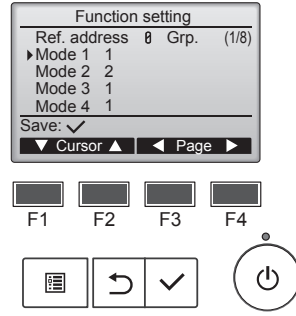 Function setting
Ref. address 0 Grp. (1/8)
Mode 1 1
Mode 2 2
Mode 3 1
Mode 4 1
Save:
Cursor Page
F1 F2 F3 F4